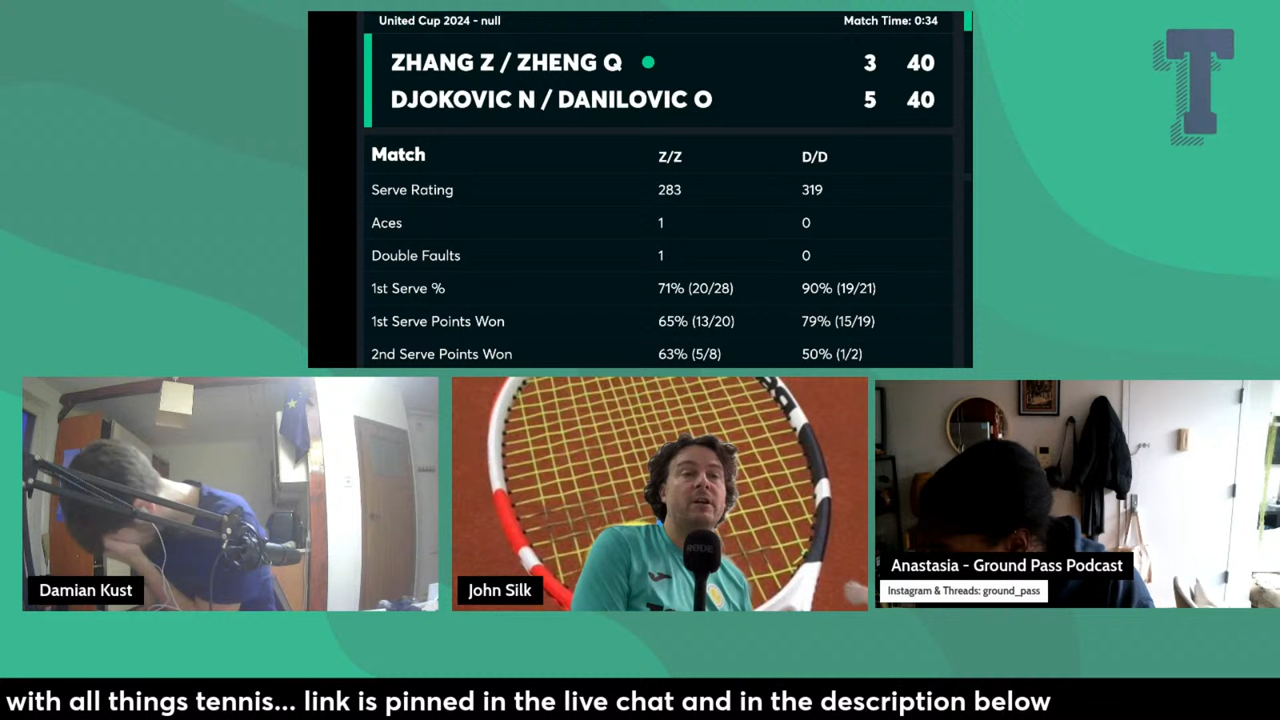 United Cup 2024 - null Match Time: 0:34
ZHANG Z / ZHENG Q 3 40
DJOKOVIC N / DANILOVIC O 5 40
Match Z/Z D/D
Serve Rating 283 319
Aces 1 0
Double Faults 1 0
1st Serve % 71% (20/28) 90% (19/21)
1st Serve Points Won 65% (13/20) 79% (15/19)
2nd Serve Points Won 63% (5/8) 50% (1/2)
T
RODE
Damian Kust
John Silk
Anastasia - Ground Pass Podcast
Instagram & Threads: ground_pass
with all things tennis... link is pinned in the live chat and in the description below